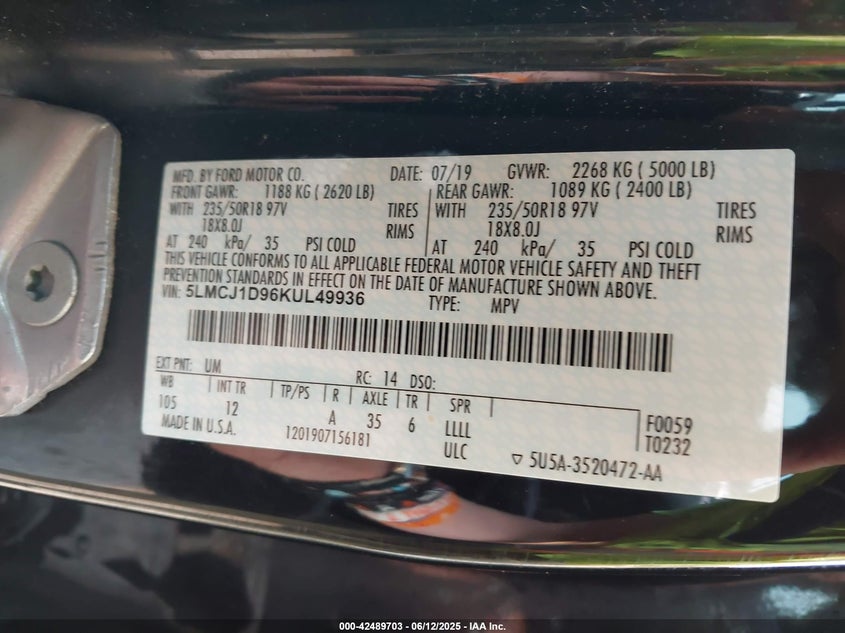 MFD. BY FORD MOTOR CO. DATE: 07/19 GVWR: 2268 KG ( 5000 LB)
FRONT GAWR: 1188 KG ( 2620 LB) REAR GAWR: 1089 KG ( 2400 LB)
WITH 235/50R18 97V TIRES WITH 235/50R18 97V TIRES
18X8.0J RIMS 18X8.0J RIMS
AT 240 kPa/ 35 PSI COLD AT 240 kPa/ 35 PSI COLD
THIS VEHICLE CONFORMS TO ALL APPLICABLE FEDERAL MOTOR VEHICLE SAFETY AND THEFT
PREVENTION STANDARDS IN EFFECT ON THE DATE OF MANUFACTURE SHOWN ABOVE.
VIN: 5LMCJ1D96KUL49936 TYPE: MPV
EXT PNT: UM RC: 14 DSO:
WB INT TR TP/PS R AXLE TR SPR
105 12 A 35 6 LLLL F0059
MADE IN U.S.A. 1201907156181 ULC T0232
▽ 5U5A-3520472-AA
000-42489703 - 06/12/2025 - IAA Inc.